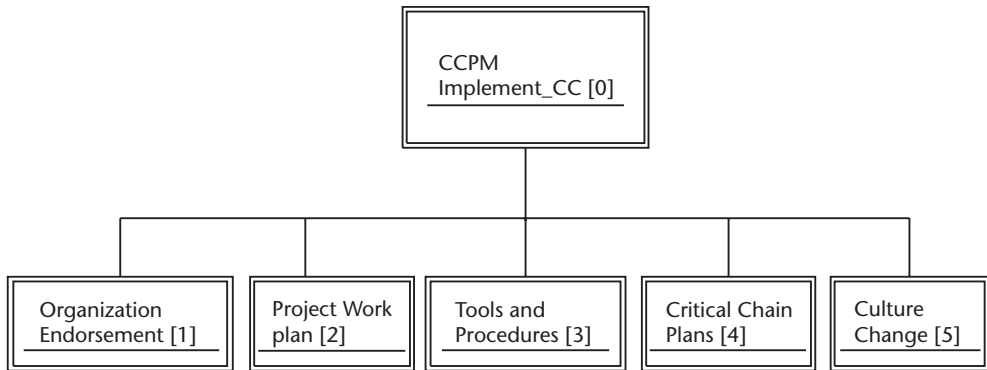 CCPM
Implement_CC [0]
Organization
Endorsement [1]
Project Work
plan [2]
Tools and
Procedures [3]
Critical Chain
Plans [4]
Culture
Change [5]